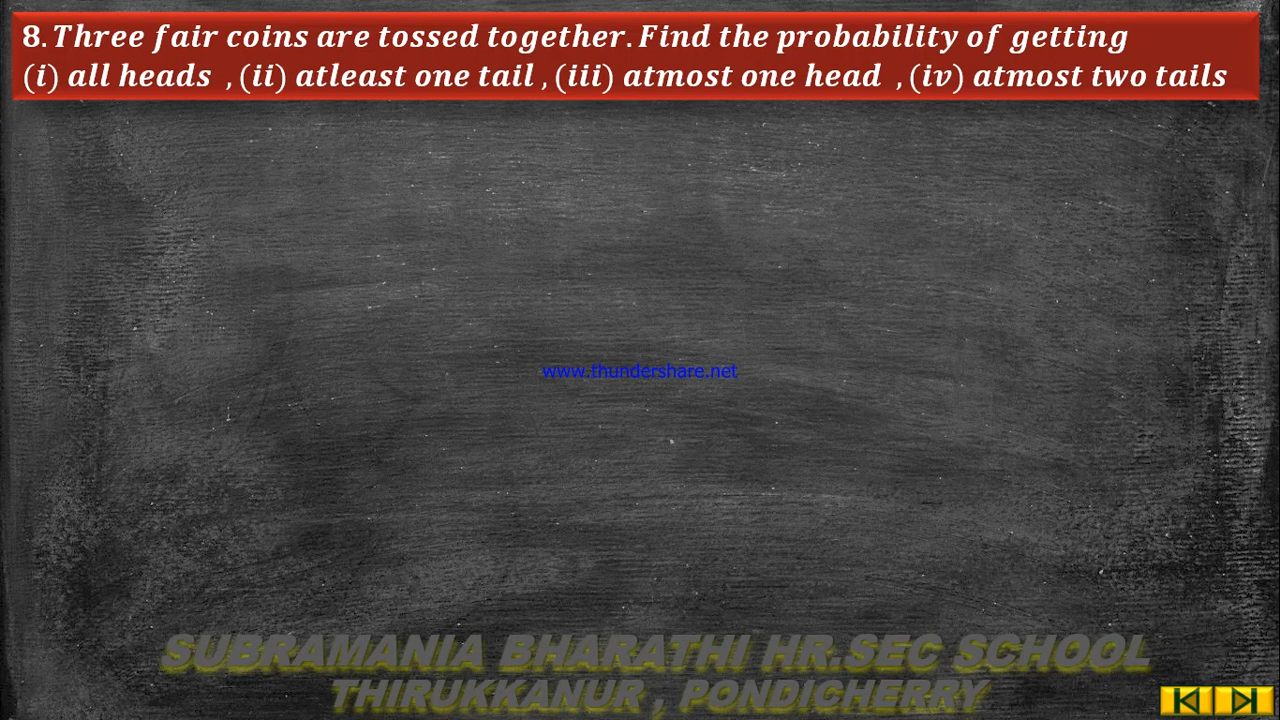 8. Three fair coins are tossed together. Find the probability of getting
(i) all heads , (ii) atleast one tail , (iii) atmost one head , (iv) atmost two tails
www.thundershare.net
SUBRAMANIA BHARATHI HR.SEC SCHOOL
THIRUKKANUR , PONDICHERRY